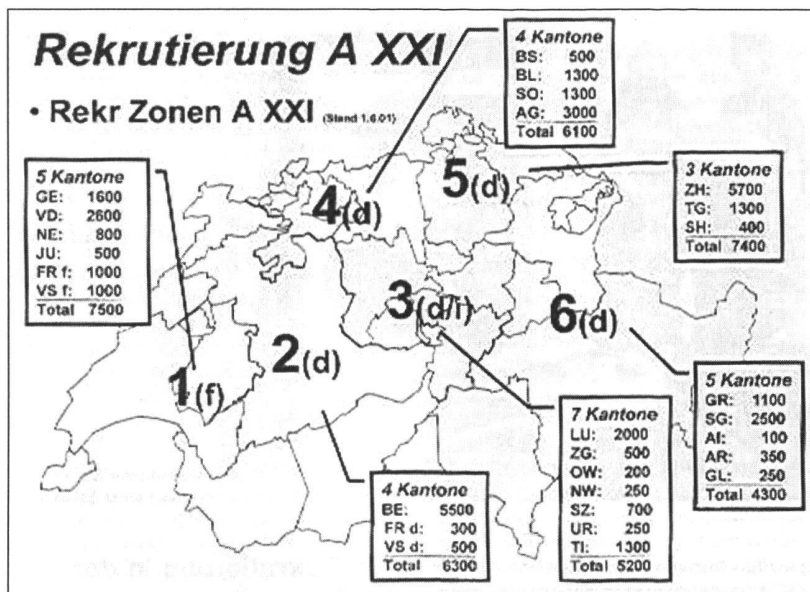 Rekrutierung A XXI
• Rekr Zonen A XXI (Stand 1.6.01)
4 Kantone
BS: 500
BL: 1300
SO: 1300
AG: 3000
Total 6100
5 Kantone
GE: 1600
VD: 2600
NE: 800
JU: 500
FR f: 1000
VS f: 1000
Total 7500
3 Kantone
ZH: 5700
TG: 1300
SH: 400
Total 7400
4(d)
5(d)
3(d/i)
6(d)
2(d)
1(f)
5 Kantone
GR: 1100
SG: 2500
AI: 100
AR: 350
GL: 250
Total 4300
7 Kantone
LU: 2000
ZG: 500
OW: 200
NW: 250
SZ: 700
UR: 250
TI: 1300
Total 5200
4 Kantone
BE: 5500
FR d: 300
VS d: 500
Total 6300